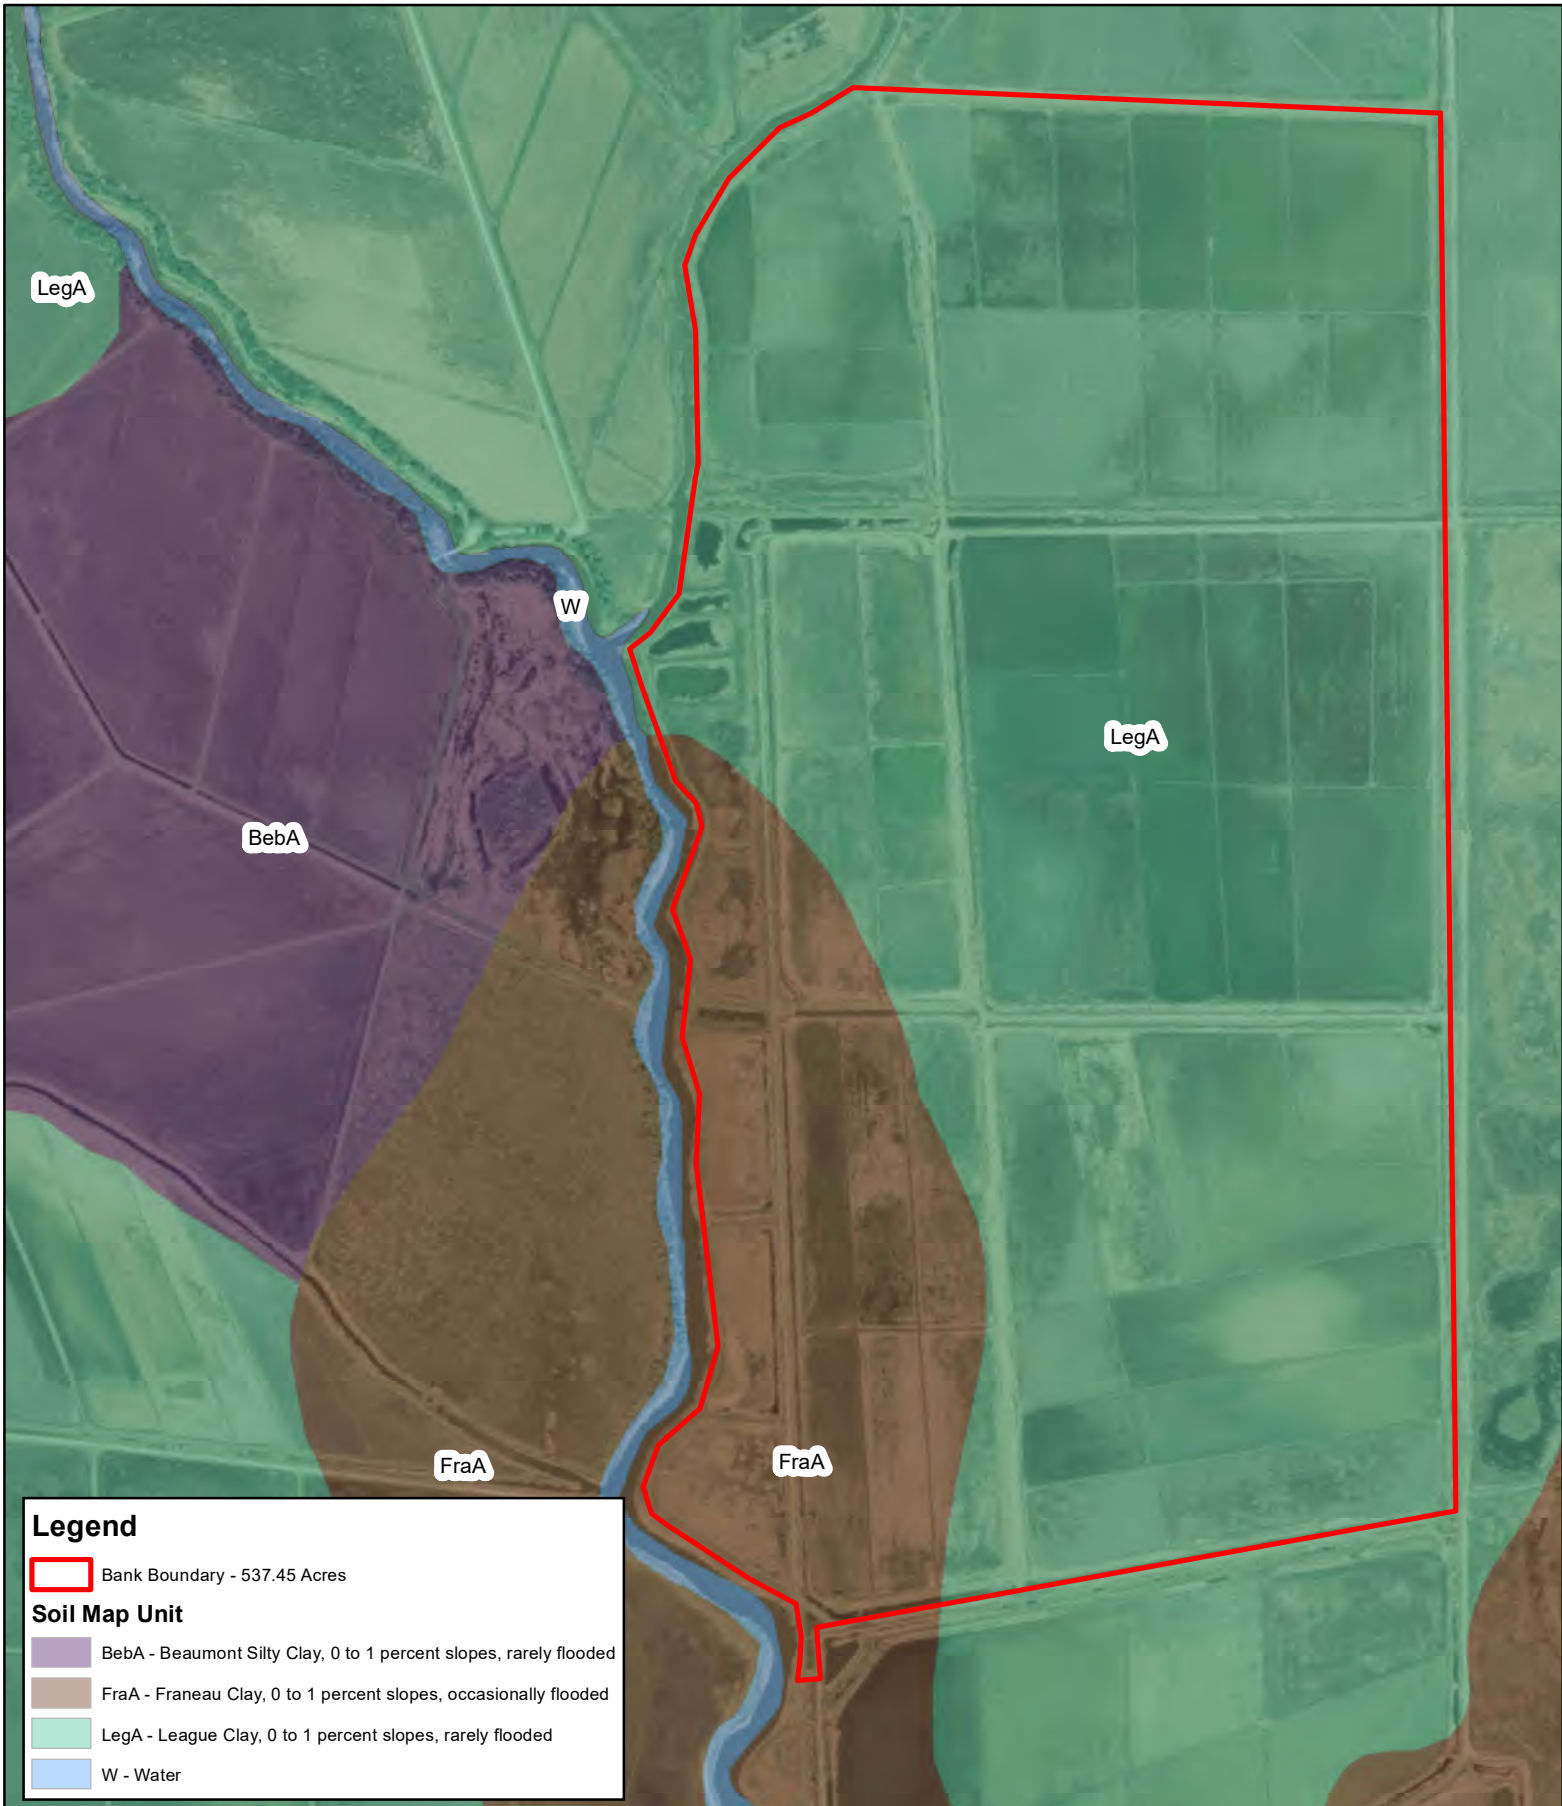 LegA
W
LegA
BebA
FraA
FraA
Legend
Bank Boundary - 537.45 Acres
Soil Map Unit
BebA - Beaumont Silty Clay, 0 to 1 percent slopes, rarely flooded
FraA - Franeau Clay, 0 to 1 percent slopes, occasionally flooded
LegA - League Clay, 0 to 1 percent slopes, rarely flooded
W - Water